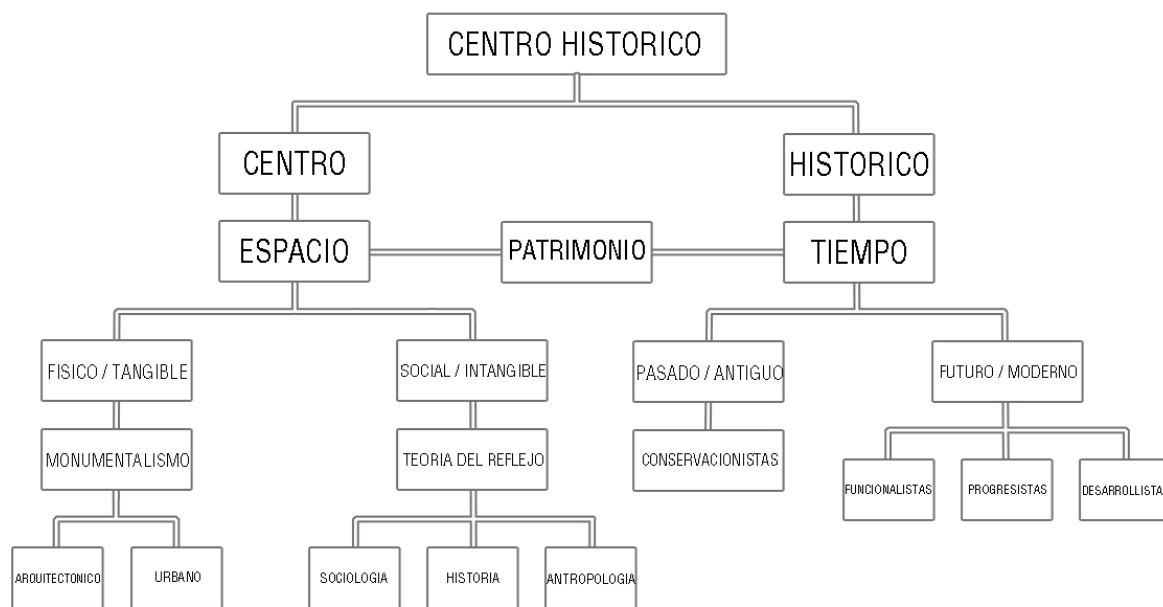 CENTRO HISTORICO
CENTRO
HISTORICO
ESPACIO
PATRIMONIO
TIEMPO
FISICO / TANGIBLE
SOCIAL / INTANGIBLE
PASADO / ANTIGUO
FUTURO / MODERNO
MONUMENTALISMO
TEORIA DEL REFLEJO
CONSERVACIONISTAS
FUNCIONALISTAS
PROGRESISTAS
DESARROLLISTA
ARQUITECTONICO
URBANO
SOCIOLOGIA
HISTORIA
ANTROPOLOGIA